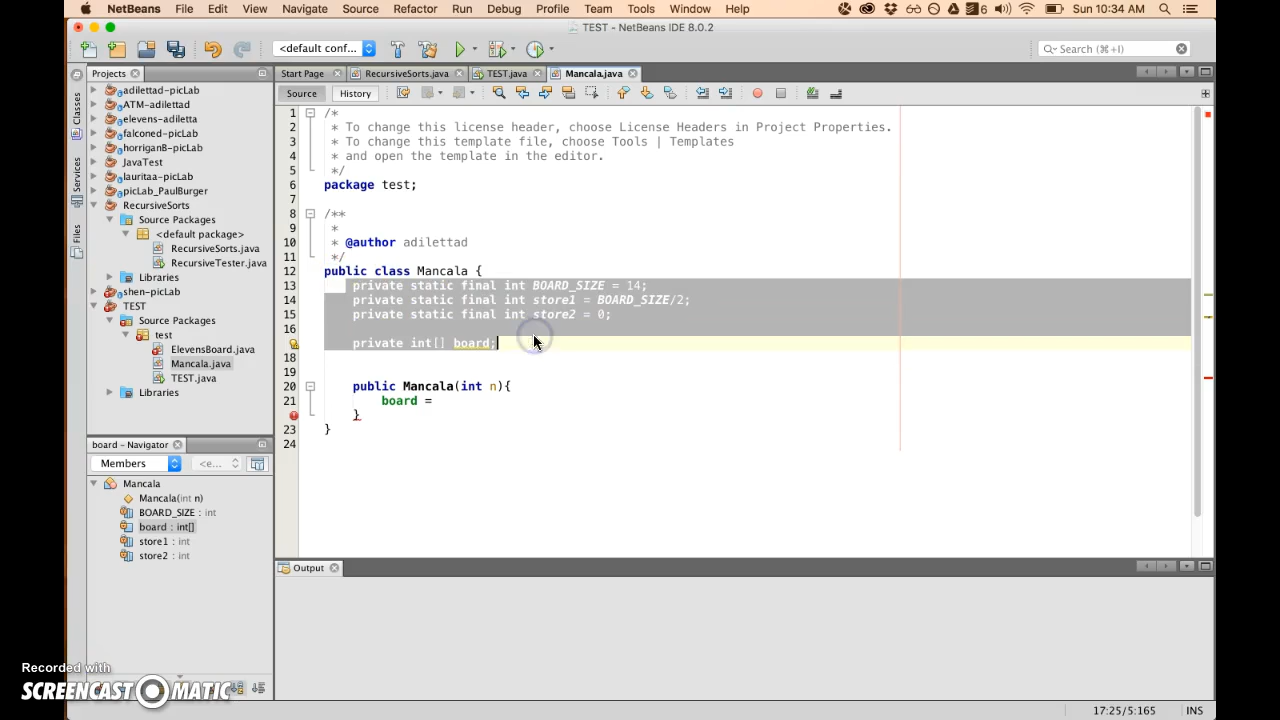 NetBeans File Edit View Navigate Source Refactor Run Debug Profile Team Tools Window Help 6 Sun 10:34 AM
TEST - NetBeans IDE 8.0.2
<default conf... Search (⌘+I)
Projects Start Page RecursiveSorts.java TEST.java Mancala.java
Source History
Classes
Services
Files
adilettad-picLab
ATM-adilettad
elevens-adiletta
falconed-picLab
horriganB-picLab
JavaTest
lauritaa-picLab
picLab_PaulBurger
RecursiveSorts
Source Packages
<default package>
RecursiveSorts.java
RecursiveTester.java
Libraries
shen-picLab
TEST
Source Packages
test
ElevensBoard.java
Mancala.java
TEST.java
Libraries
1 /*
2 * To change this license header, choose License Headers in Project Properties.
3 * To change this template file, choose Tools | Templates
4 * and open the template in the editor.
5 */
6 package test;
7
8 /**
9 *
10 * @author adilettad
11 */
12 public class Mancala {
13 private static final int BOARD_SIZE = 14;
14 private static final int store1 = BOARD_SIZE/2;
15 private static final int store2 = 0;
16
private int[] board;
18
19
20 public Mancala(int n){
21 board =
}
23 }
24
board - Navigator
Members <e...
Mancala
Mancala(int n)
BOARD_SIZE : int
board : int[]
store1 : int
store2 : int
Output
Recorded with
SCREENCAST-O-MATIC
17:25/5:165 INS